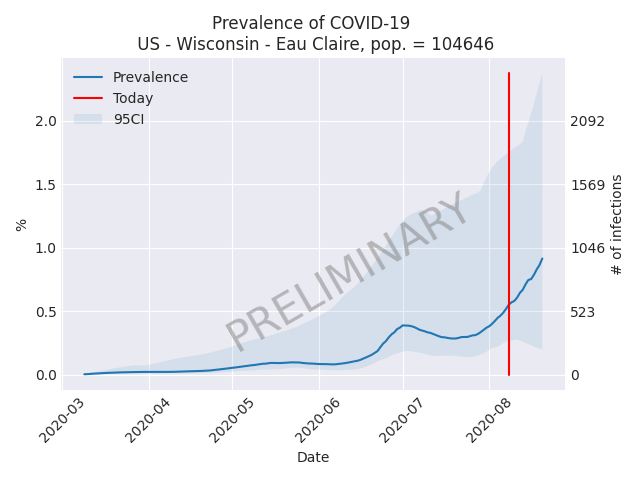 Prevalence of COVID-19
US - Wisconsin - Eau Claire, pop. = 104646
Prevalence
Today
95CI
PRELIMINARY
%
2.0
1.5
1.0
0.5
0.0
# of infections
2092
1569
1046
523
0
2020-03
2020-04
2020-05
2020-06
2020-07
2020-08
Date